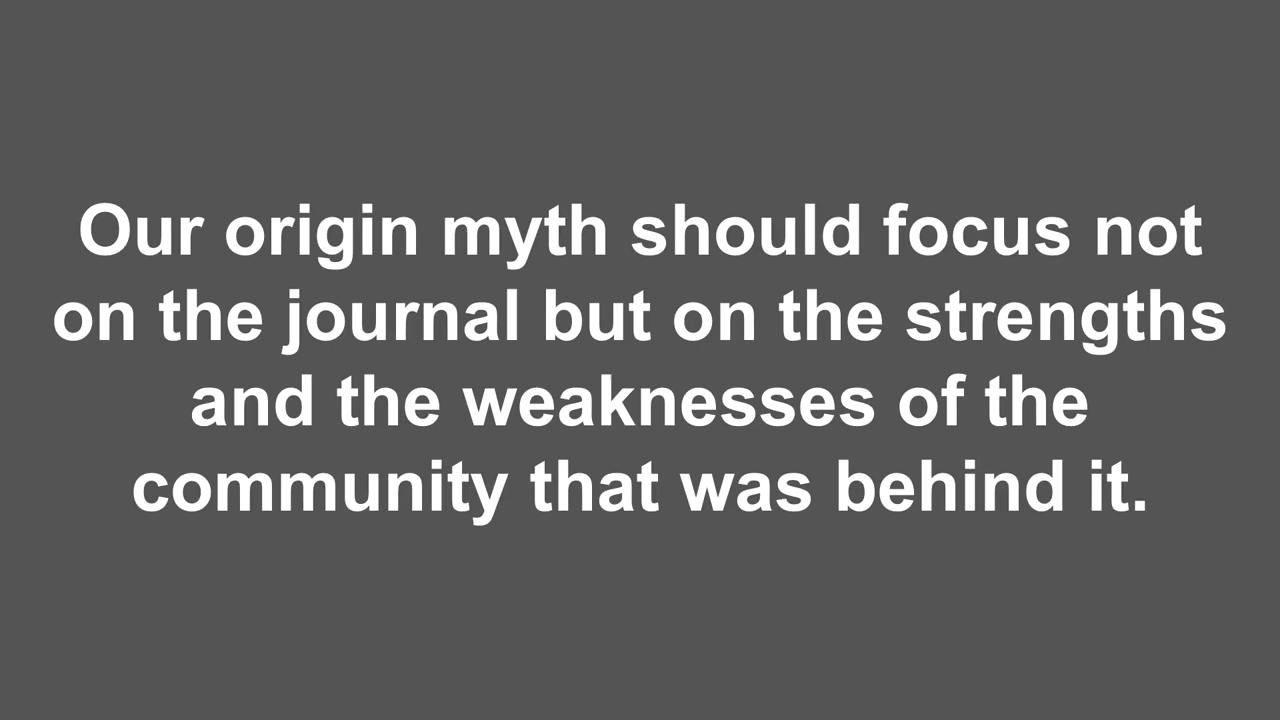 Our origin myth should focus not
on the journal but on the strengths
and the weaknesses of the
community that was behind it.